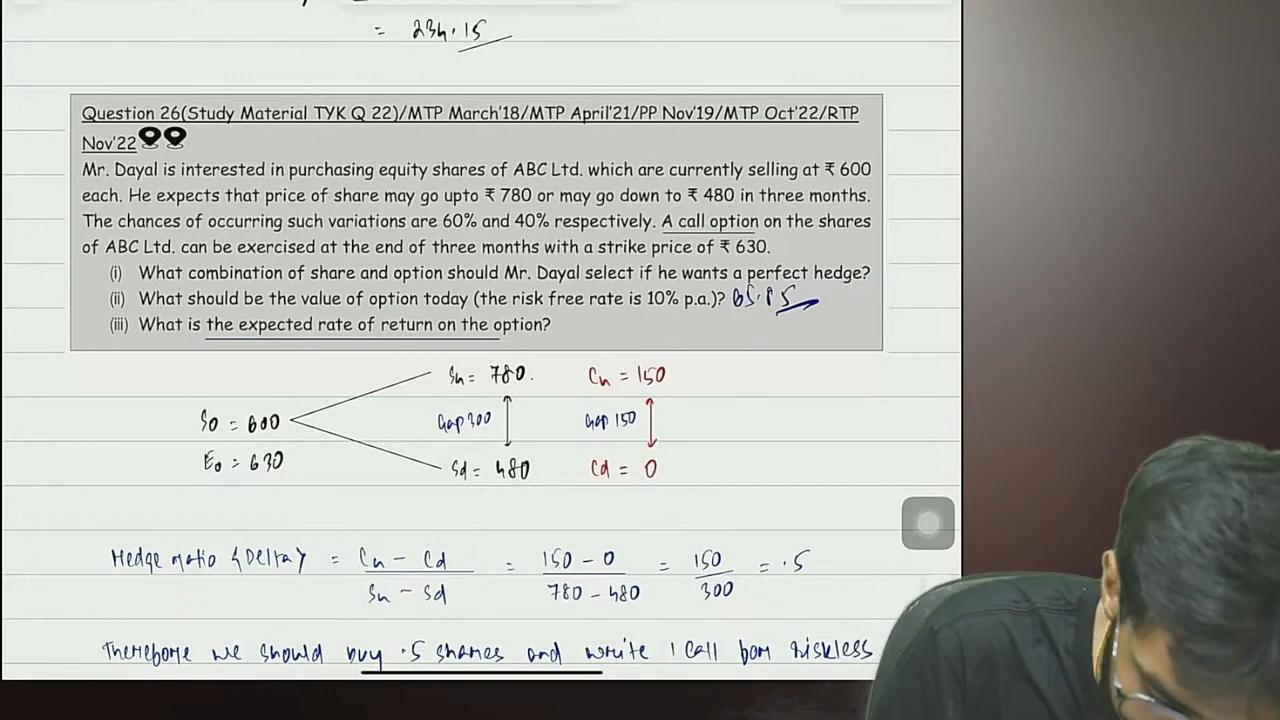 = 234.15
Question 26(Study Material TYK Q 22)/MTP March'18/MTP April'21/PP Nov'19/MTP Oct'22/RTP
Nov'22
Mr. Dayal is interested in purchasing equity shares of ABC Ltd. which are currently selling at ₹ 600
each. He expects that price of share may go upto ₹ 780 or may go down to ₹ 480 in three months.
The chances of occurring such variations are 60% and 40% respectively. A call option on the shares
of ABC Ltd. can be exercised at the end of three months with a strike price of ₹ 630.
(i) What combination of share and option should Mr. Dayal select if he wants a perfect hedge?
(ii) What should be the value of option today (the risk free rate is 10% p.a.)? 65.85
(iii) What is the expected rate of return on the option?
Su = 780. Cu = 150
S0 = 600 Gap 300 Gap 150
E0 = 630 Sd = 480 Cd = 0
Hedge ratio {Delta} = Cu - Cd = 150 - 0 = 150 = .5
Su - Sd 780 - 480 300
Therefore we should buy .5 shares and write 1 call for riskless